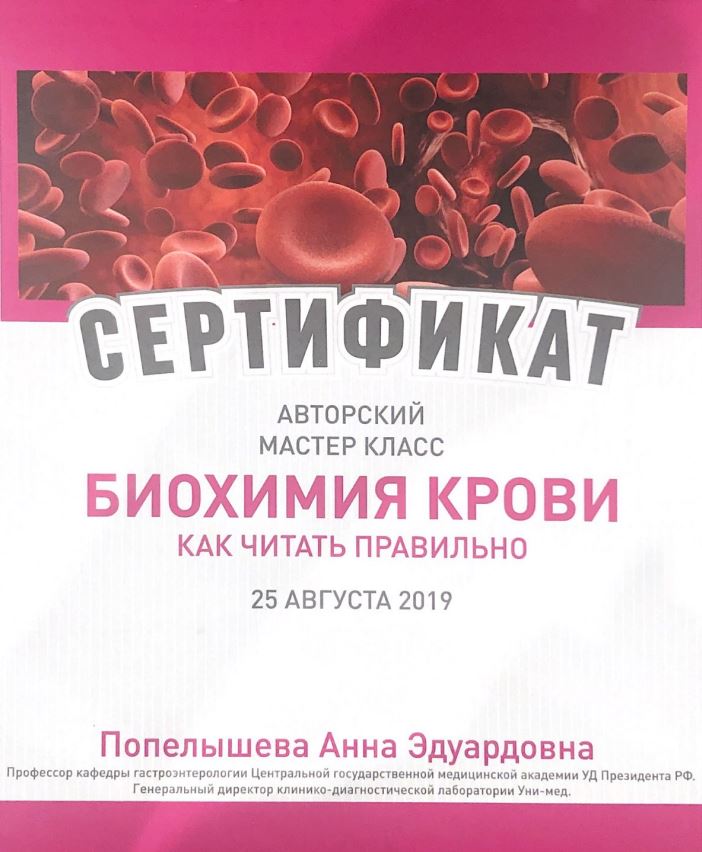 СЕРТИФИКАТ
АВТОРСКИЙ
МАСТЕР КЛАСС
БИОХИМИЯ КРОВИ
КАК ЧИТАТЬ ПРАВИЛЬНО
25 АВГУСТА 2019
Попелышева Анна Эдуардовна
Профессор кафедры гастроэнтерологии Центральной государственной медицинской академии УД Президента РФ.
Генеральный директор клинико-диагностической лаборатории Уни-мед.